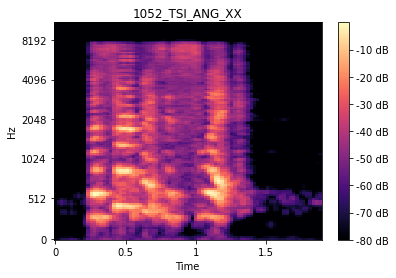 1052_TSI_ANG_XX
8192
4096
2048
1024
512
0
Hz
0
0.5
1
1.5
Time
-10 dB
-20 dB
-30 dB
-40 dB
-50 dB
-60 dB
-70 dB
-80 dB